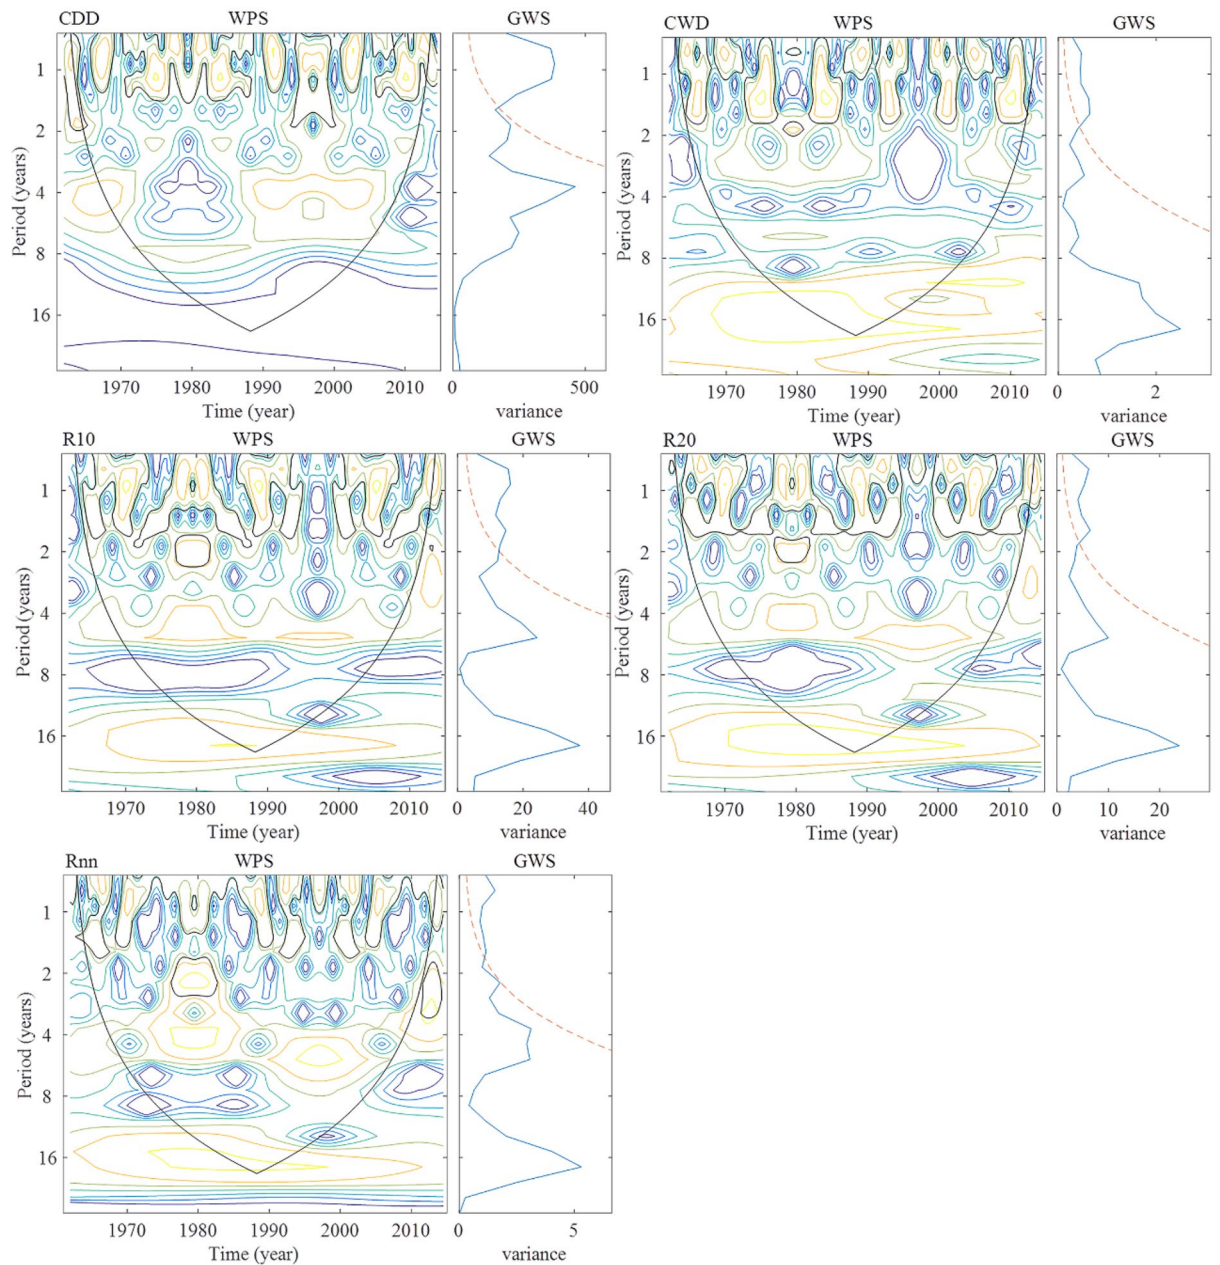 CDD WPS GWS
Period (years)
1
2
4
8
16
1970 1980 1990 2000 2010
Time (year)
0 500
variance
CWD WPS GWS
Period (years)
1
2
4
8
16
1970 1980 1990 2000 2010
Time (year)
0 2
variance
R10 WPS GWS
Period (years)
1
2
4
8
16
1970 1980 1990 2000 2010
Time (year)
0 20 40
variance
R20 WPS GWS
Period (years)
1
2
4
8
16
1970 1980 1990 2000 2010
Time (year)
0 10 20
variance
Rnn WPS GWS
Period (years)
1
2
4
8
16
1970 1980 1990 2000 2010
Time (year)
0 5
variance